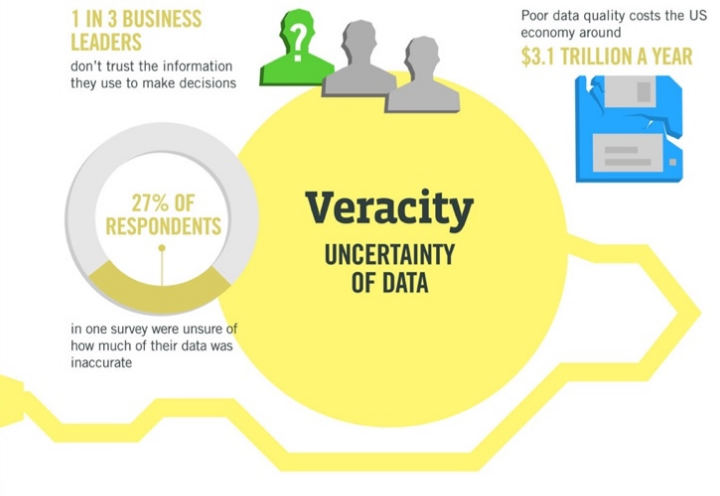 1 IN 3 BUSINESS
LEADERS
don't trust the information
they use to make decisions
?
Poor data quality costs the US
economy around
$3.1 TRILLION A YEAR
27% OF
RESPONDENTS
in one survey were unsure of
how much of their data was
inaccurate
Veracity
UNCERTAINTY
OF DATA